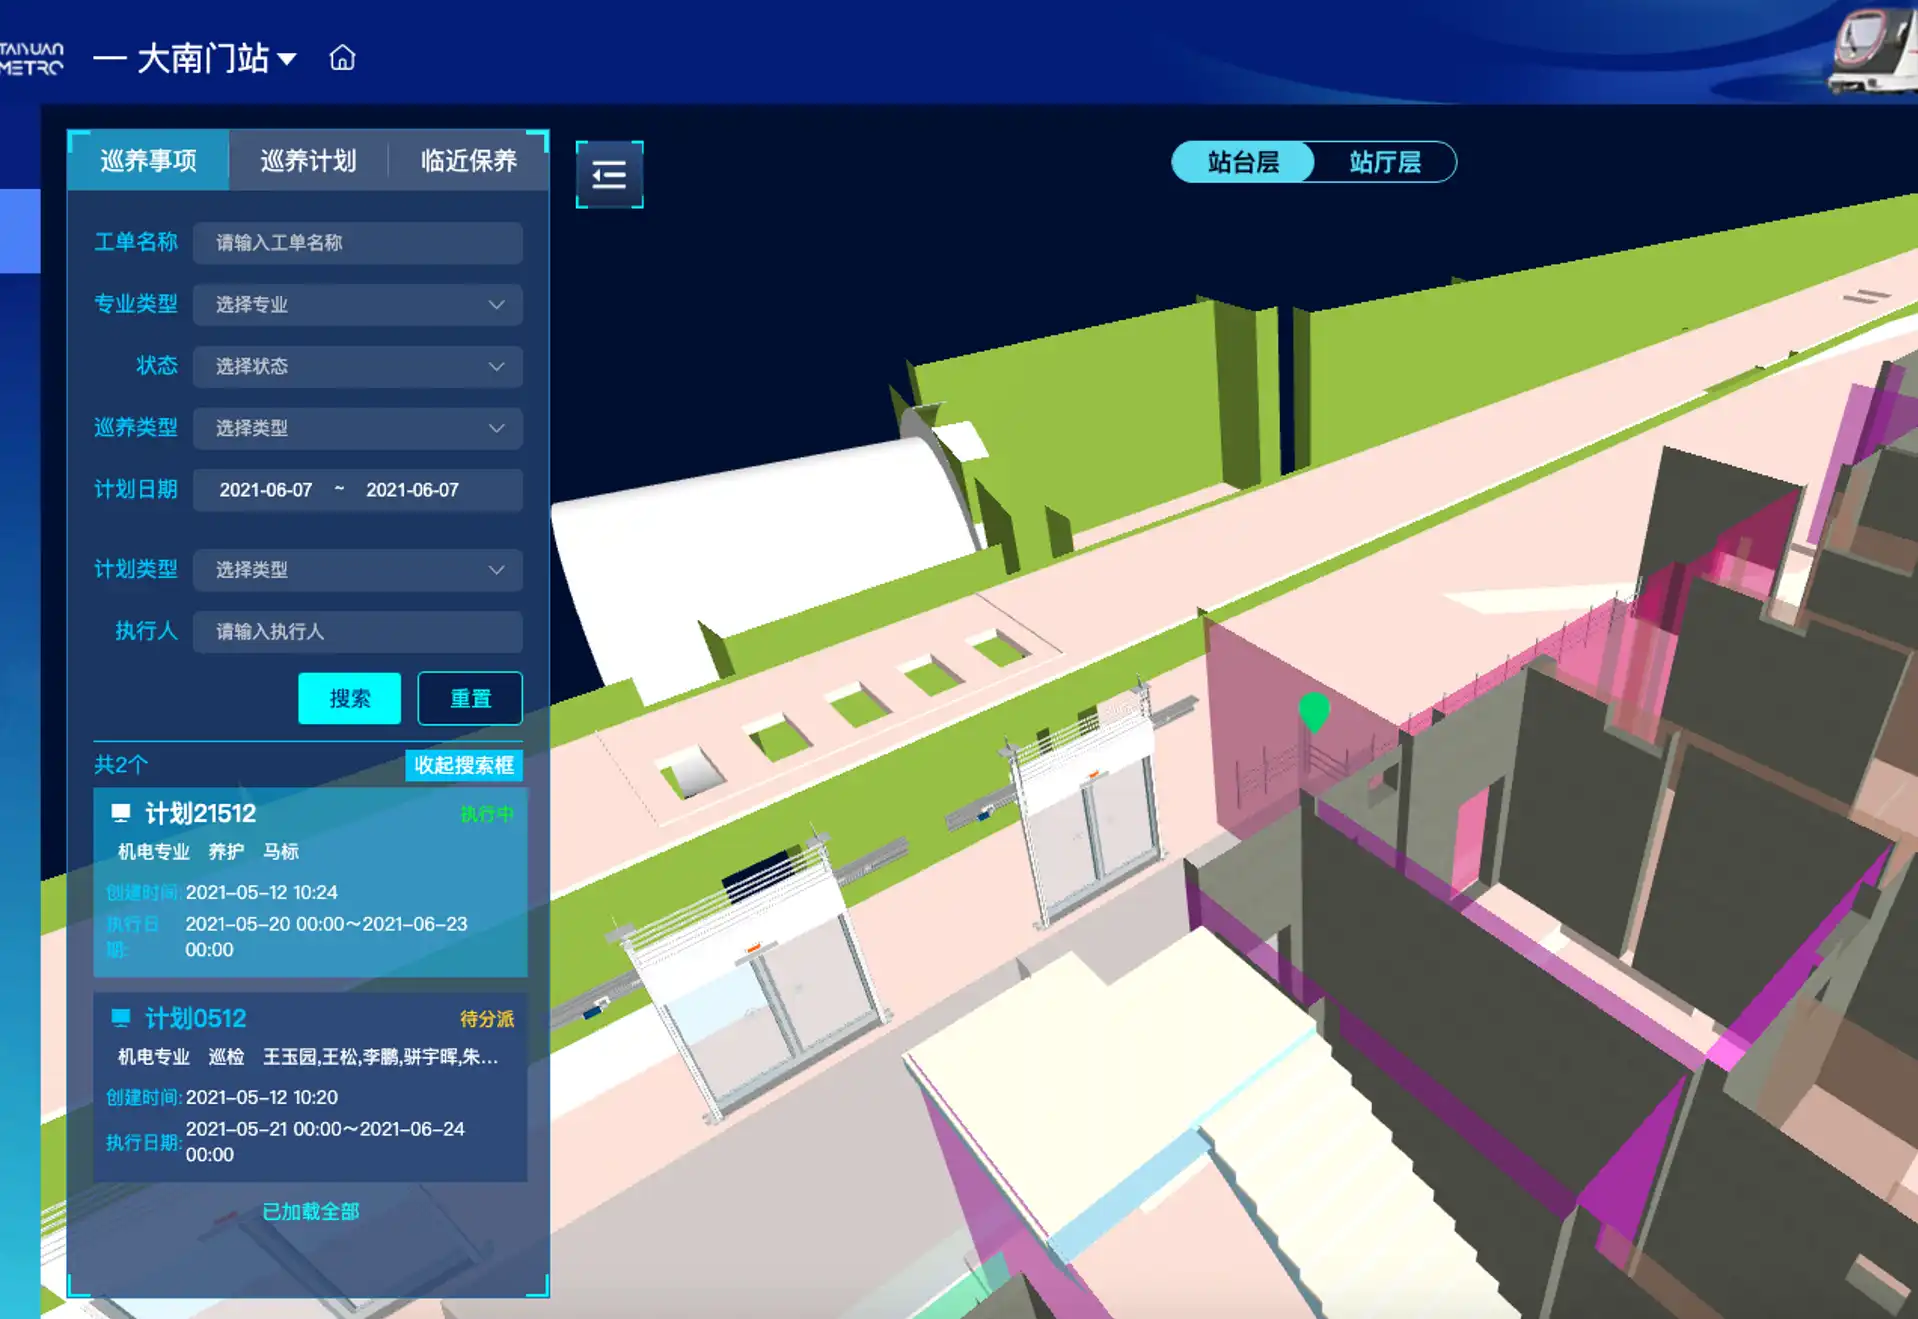 TAIYUAN
METRO
一 大南门站
巡养事项 巡养计划 临近保养
站台层 站厅层
工单名称 请输入工单名称
专业类型 选择专业
状态 选择状态
巡养类型 选择类型
计划日期 2021-06-07 ~ 2021-06-07
计划类型 选择类型
执行人 请输入执行人
搜索 重置
共2个 收起搜索框
计划21512 执行中
机电专业 养护 马标
创建时间: 2021-05-12 10:24
执行日期: 2021-05-20 00:00~2021-06-23
00:00
计划0512 待分派
机电专业 巡检 王玉园,王松,李鹏,骈宇晖,朱...
创建时间: 2021-05-12 10:20
执行日期: 2021-05-21 00:00~2021-06-24
00:00
已加载全部